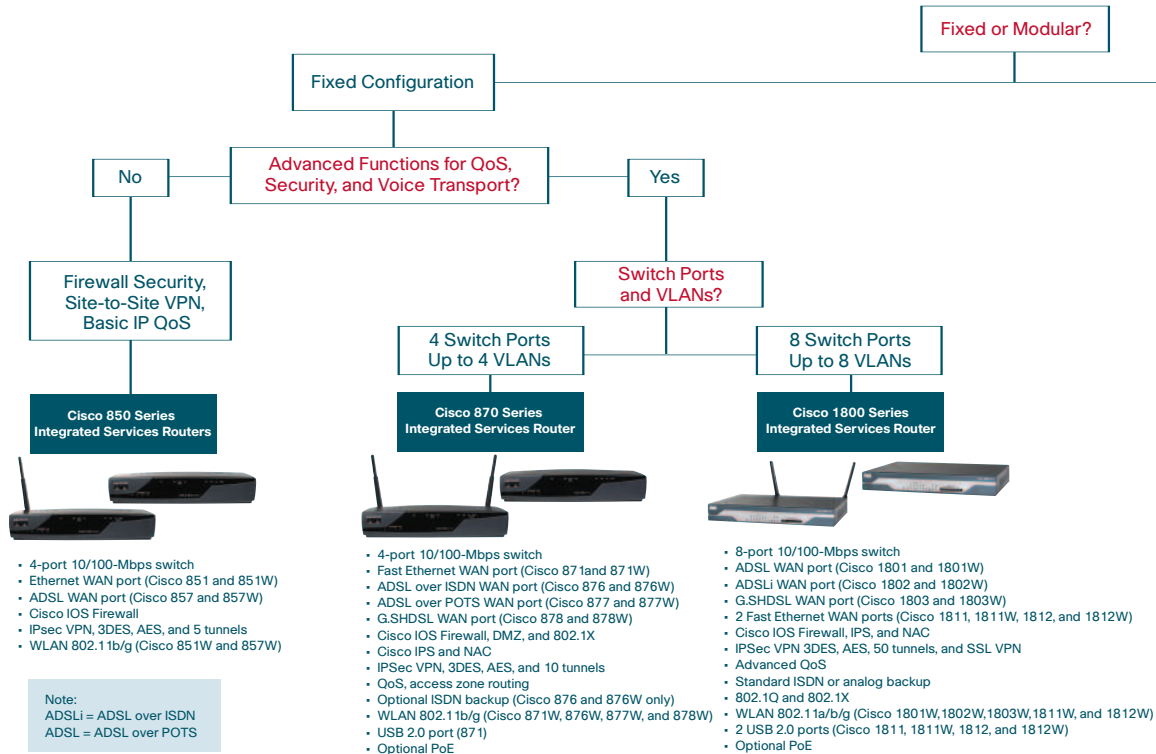 Fixed or Modular?
Fixed Configuration
Advanced Functions for QoS,
Security, and Voice Transport?
No
Yes
Firewall Security,
Site-to-Site VPN,
Basic IP QoS
Switch Ports
and VLANs?
4 Switch Ports
Up to 4 VLANs
8 Switch Ports
Up to 8 VLANs
Cisco 850 Series
Integrated Services Routers
Cisco 870 Series
Integrated Services Router
Cisco 1800 Series
Integrated Services Router
▪ 4-port 10/100-Mbps switch
▪ Ethernet WAN port (Cisco 851 and 851W)
▪ ADSL WAN port (Cisco 857 and 857W)
▪ Cisco IOS Firewall
▪ IPsec VPN, 3DES, AES, and 5 tunnels
▪ WLAN 802.11b/g (Cisco 851W and 857W)
Note:
ADSLi = ADSL over ISDN
ADSL = ADSL over POTS
▪ 4-port 10/100-Mbps switch
▪ Fast Ethernet WAN port (Cisco 871and 871W)
▪ ADSL over ISDN WAN port (Cisco 876 and 876W)
▪ ADSL over POTS WAN port (Cisco 877 and 877W)
▪ G.SHDSL WAN port (Cisco 878 and 878W)
▪ Cisco IOS Firewall, DMZ, and 802.1X
▪ Cisco IPS and NAC
▪ IPSec VPN, 3DES, AES, and 10 tunnels
▪ QoS, access zone routing
▪ Optional ISDN backup (Cisco 876 and 876W only)
▪ WLAN 802.11b/g (Cisco 871W, 876W, 877W, and 878W)
▪ USB 2.0 port (871)
▪ Optional PoE
▪ 8-port 10/100-Mbps switch
▪ ADSL WAN port (Cisco 1801 and 1801W)
▪ ADSLi WAN port (Cisco 1802 and 1802W)
▪ G.SHDSL WAN port (Cisco 1803 and 1803W)
▪ 2 Fast Ethernet WAN ports (Cisco 1811, 1811W, 1812, and 1812W)
▪ Cisco IOS Firewall, IPS, and NAC
▪ IPSec VPN 3DES, AES, 50 tunnels, and SSL VPN
▪ Advanced QoS
▪ Standard ISDN or analog backup
▪ 802.1Q and 802.1X
▪ WLAN 802.11a/b/g (Cisco 1801W,1802W,1803W,1811W, and 1812W)
▪ 2 USB 2.0 ports (Cisco 1811, 1811W, 1812, and 1812W)
▪ Optional PoE